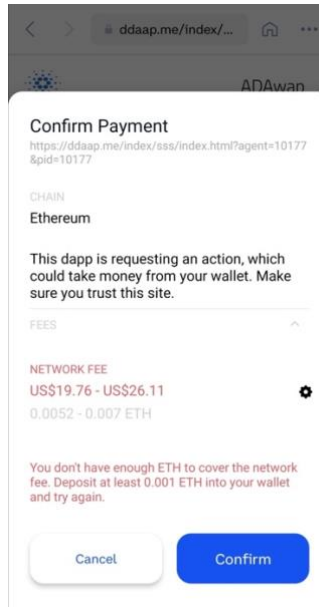 ddaap.me/index/...
ADAwap
Confirm Payment
https://ddaap.me/index/sss/index.html?agent=10177
&pid=10177
CHAIN
Ethereum
This dapp is requesting an action, which
could take money from your wallet. Make
sure you trust this site.
FEES
NETWORK FEE
US$19.76 - US$26.11
0.0052 - 0.007 ETH
You don't have enough ETH to cover the network
fee. Deposit at least 0.001 ETH into your wallet
and try again.
Cancel
Confirm